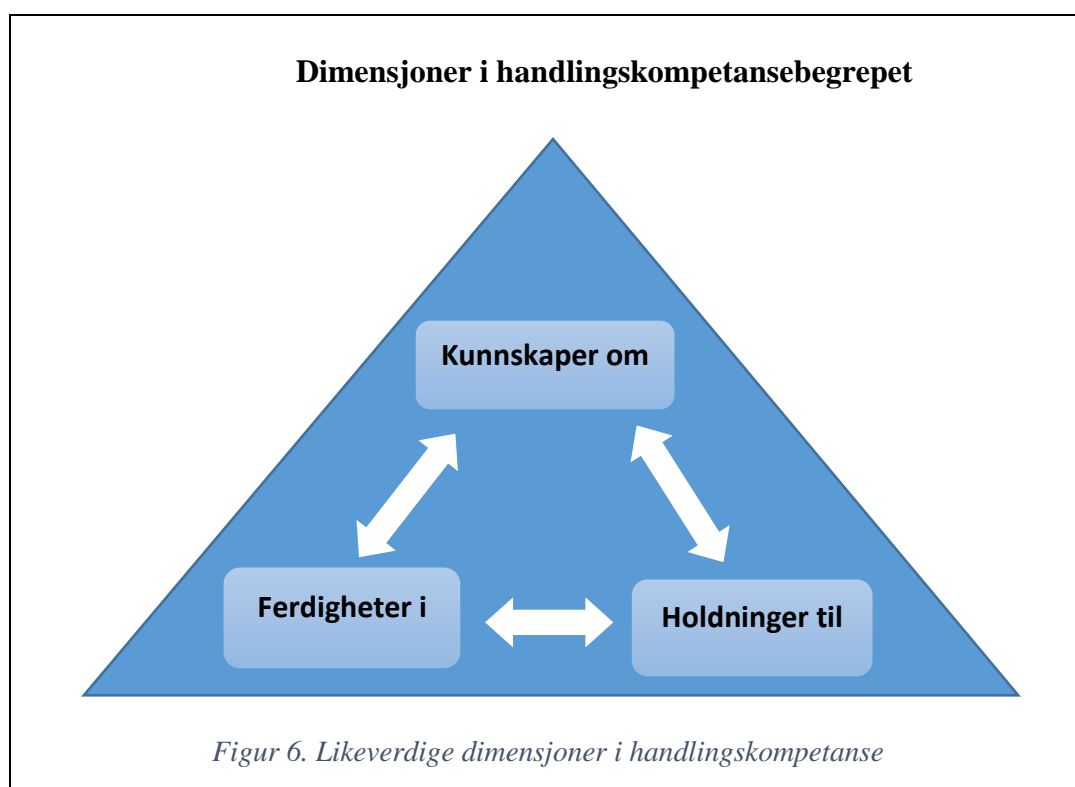 Dimensjoner i handlingskompetansebegrepet
Kunnskaper om
Ferdigheter i
Holdninger til
Figur 6. Likeverdige dimensjoner i handlingskompetanse